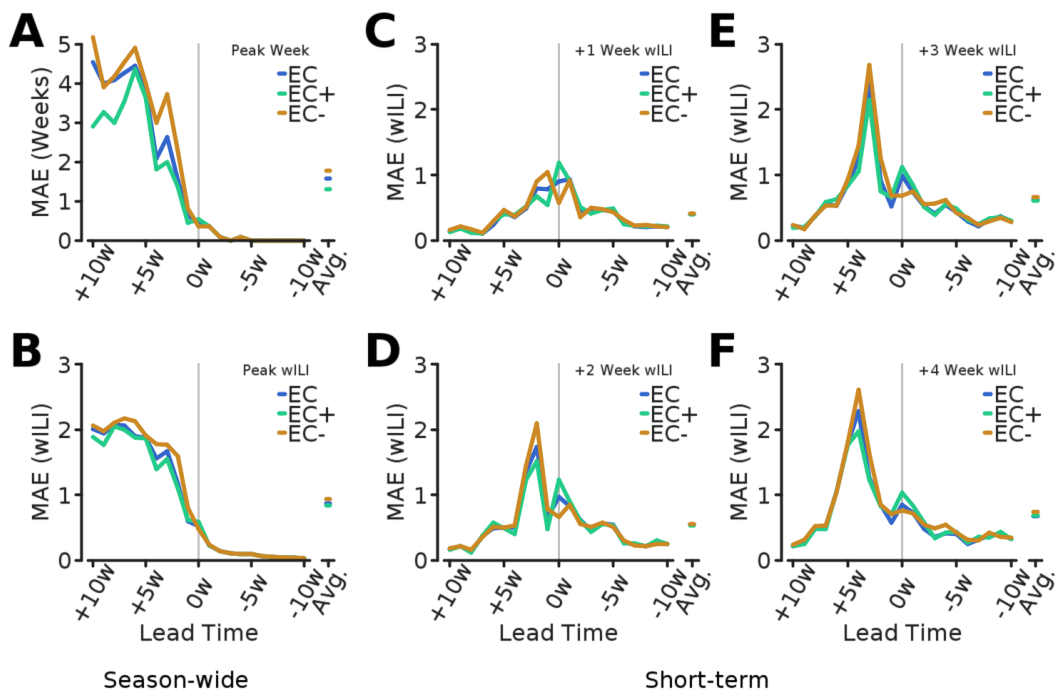 A
Peak Week
EC
EC+
EC-
MAE (Weeks)
5
4
3
2
1
0
+10w
+5w
0w
-5w
-10w
Avg.
C
+1 Week wILI
EC
EC+
EC-
MAE (wILI)
3
2
1
0
+10w
+5w
0w
-5w
-10w
Avg.
E
+3 Week wILI
EC
EC+
EC-
MAE (wILI)
3
2
1
0
+10w
+5w
0w
-5w
-10w
Avg.
B
Peak wILI
EC
EC+
EC-
MAE (wILI)
3
2
1
0
+10w
+5w
0w
-5w
-10w
Avg.
Lead Time
D
+2 Week wILI
EC
EC+
EC-
MAE (wILI)
3
2
1
0
+10w
+5w
0w
-5w
-10w
Avg.
Lead Time
F
+4 Week wILI
EC
EC+
EC-
MAE (wILI)
3
2
1
0
+10w
+5w
0w
-5w
-10w
Avg.
Lead Time
Season-wide
Short-term